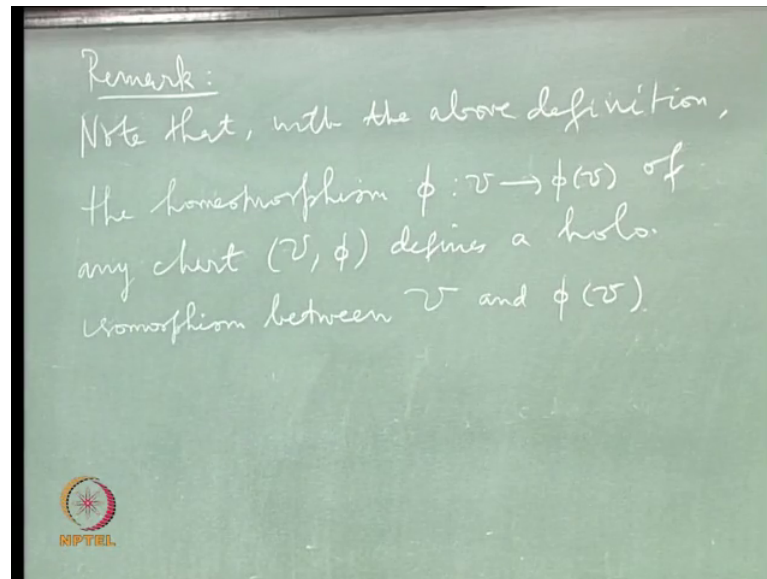 Remark:
Note that, with the above definition,
the homeomorphism ϕ : V → ϕ(V) of
any chart (V, ϕ) defines a holo.
isomorphism between V and ϕ(V).
NPTEL